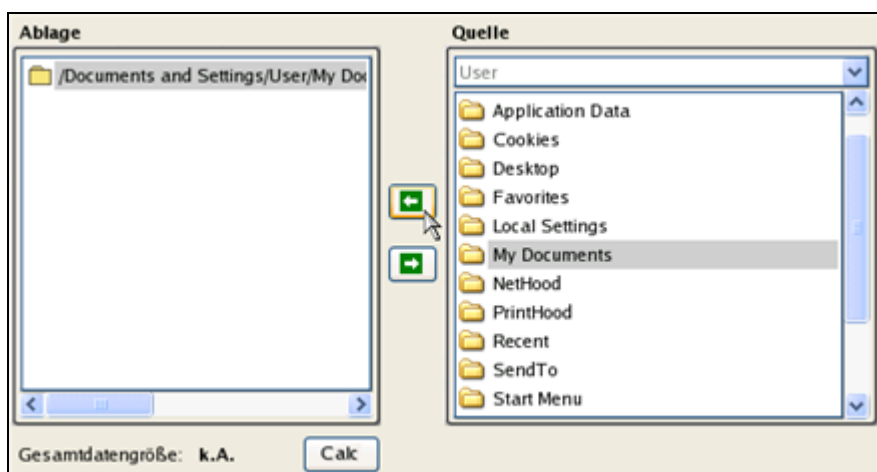 Ablage
/Documents and Settings/User/My Doc
Gesamtdatengröße: k.A.
Calc
Quelle
User
Application Data
Cookies
Desktop
Favorites
Local Settings
My Documents
NetHood
PrintHood
Recent
SendTo
Start Menu